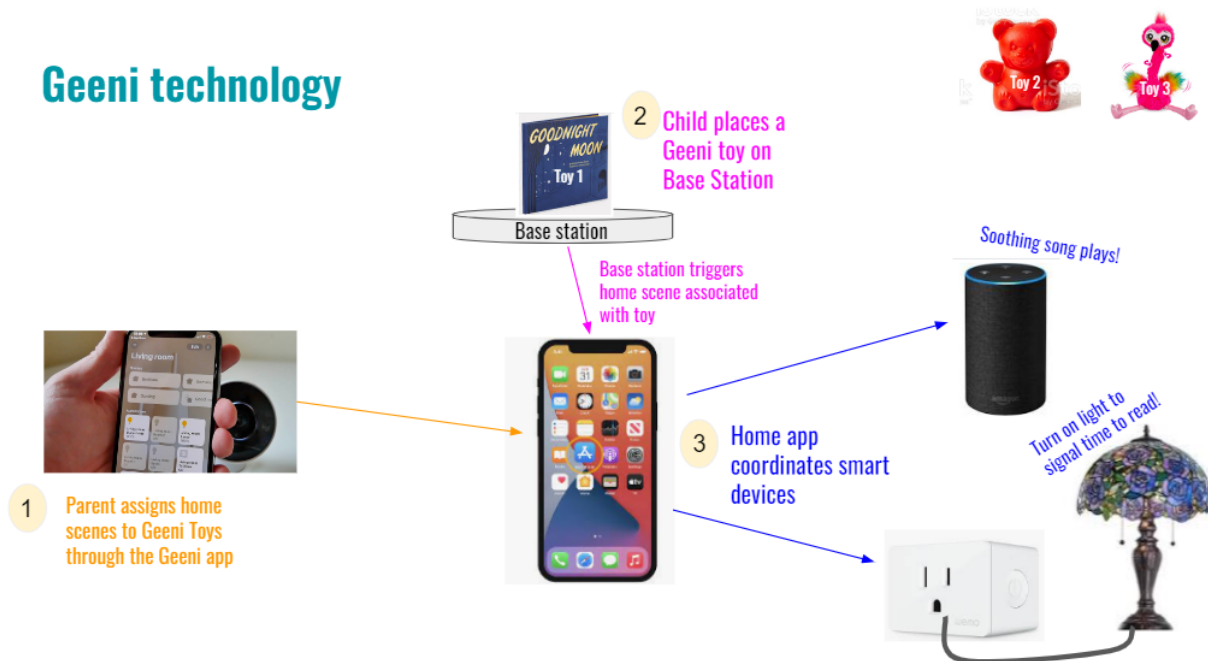 Geeni technology
Toy 2
Toy 3
2
Child places a
Geeni toy on
Base Station
GOODNIGHT
MOON
Toy 1
Base station
Base station triggers
home scene associated
with toy
Soothing song plays!
amazon
Living room
1
Parent assigns home
scenes to Geeni Toys
through the Geeni app
3
Home app
coordinates smart
devices
Turn on light to
signal time to read!
wemo